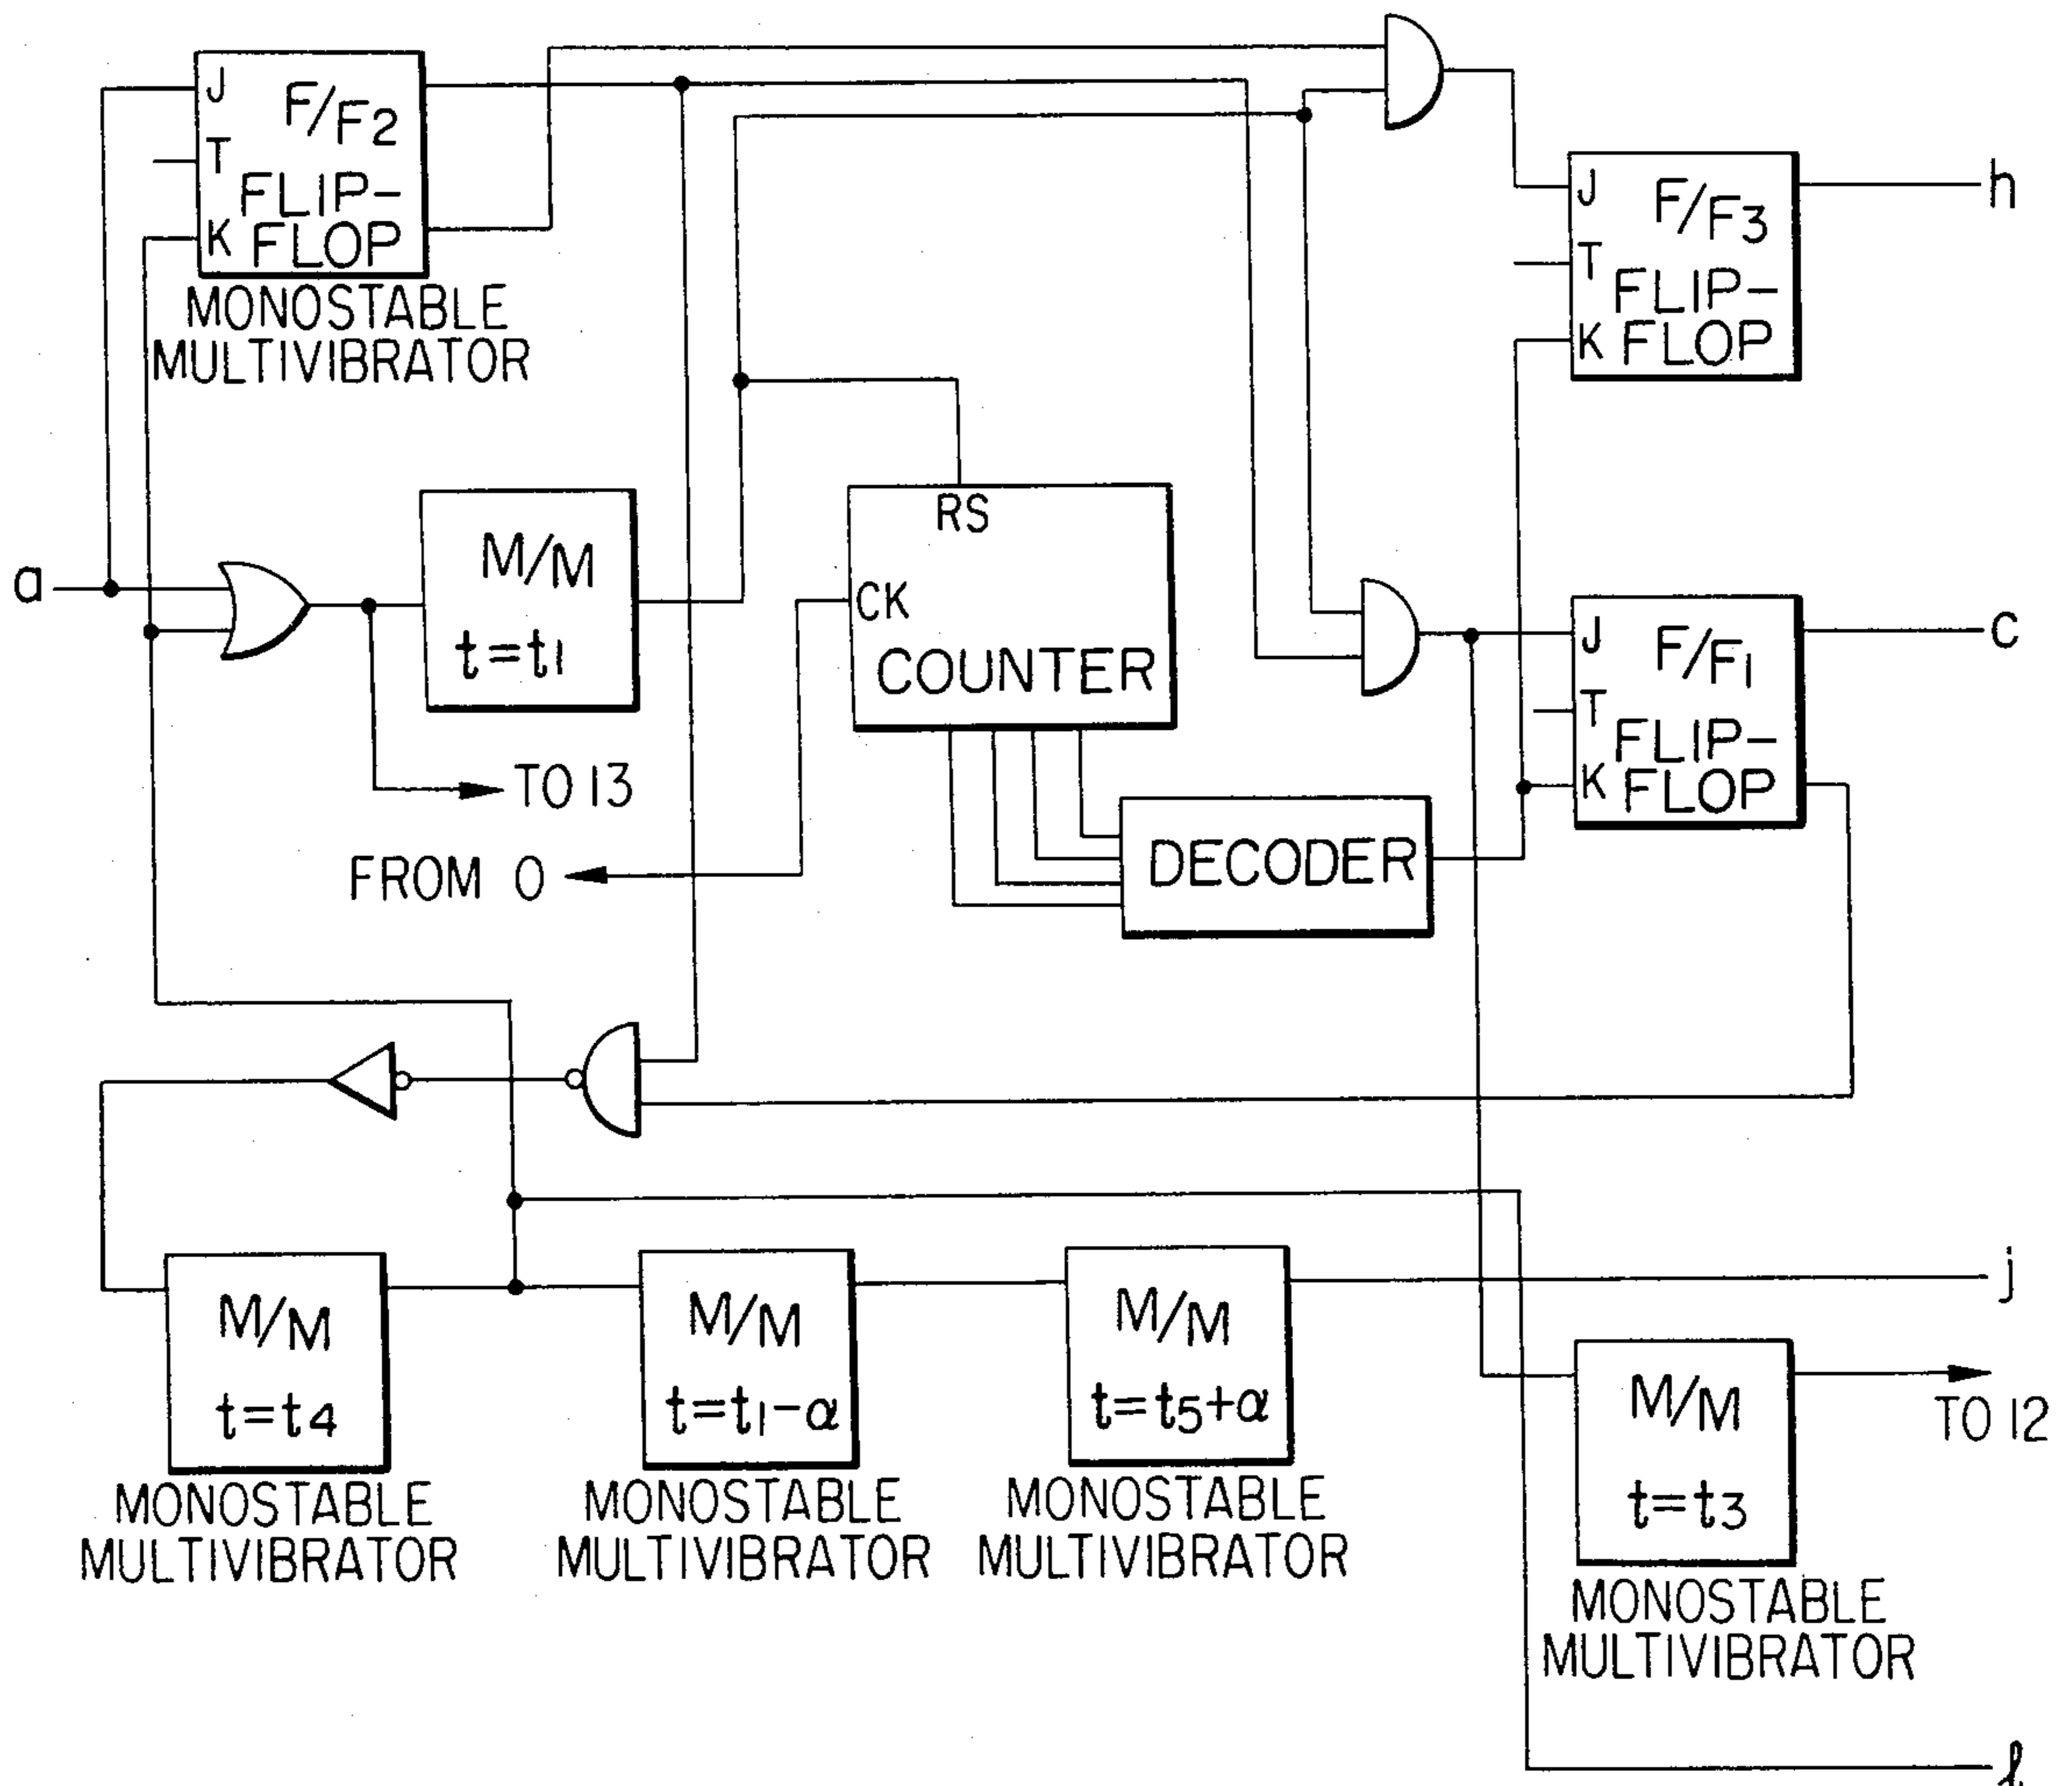 J
F/F2
T
FLIP-
K FLOP
MONOSTABLE
MULTIVIBRATOR
J
F/F3
T
FLIP-
K FLOP
h
a
M/M
t=t1
RS
CK
COUNTER
J
F/F1
T
FLIP-
K FLOP
c
TO 13
FROM 0
DECODER
M/M
t=t4
MONOSTABLE
MULTIVIBRATOR
M/M
t=t1-α
MONOSTABLE
MULTIVIBRATOR
M/M
t=t5+α
MONOSTABLE
MULTIVIBRATOR
j
M/M
t=t3
MONOSTABLE
MULTIVIBRATOR
TO 12